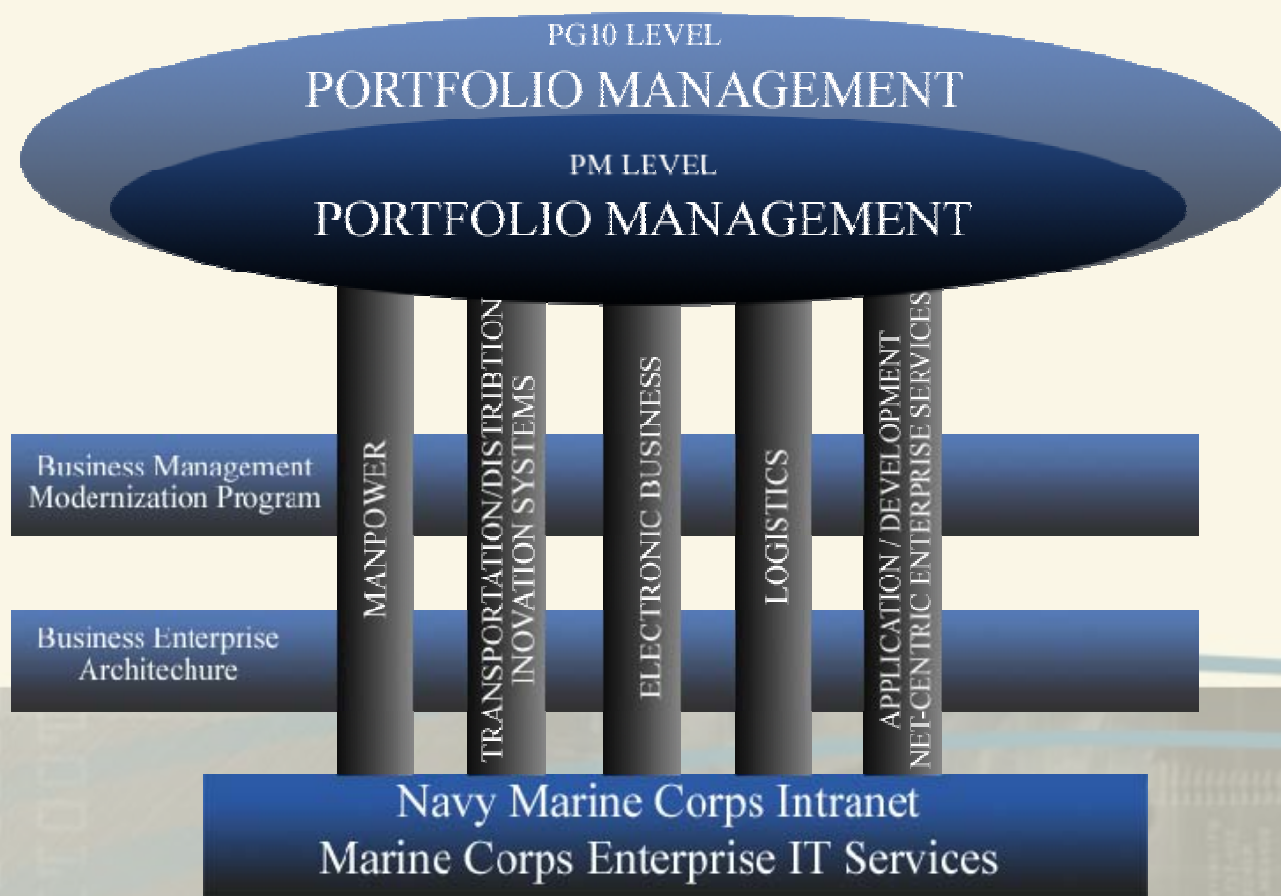 PG10 LEVEL
PORTFOLIO MANAGEMENT
PM LEVEL
PORTFOLIO MANAGEMENT
Business Management
Modernization Program
Business Enterprise
Architechure
MANPOWER
TRANSPORTATION/DISTRIBTION
INOVATION SYSTEMS
ELECTRONIC BUSINESS
LOGISTICS
APPLICATION / DEVELOPMENT
NET-CENTRIC ENTERPRISE SERVICES
Navy Marine Corps Intranet
Marine Corps Enterprise IT Services